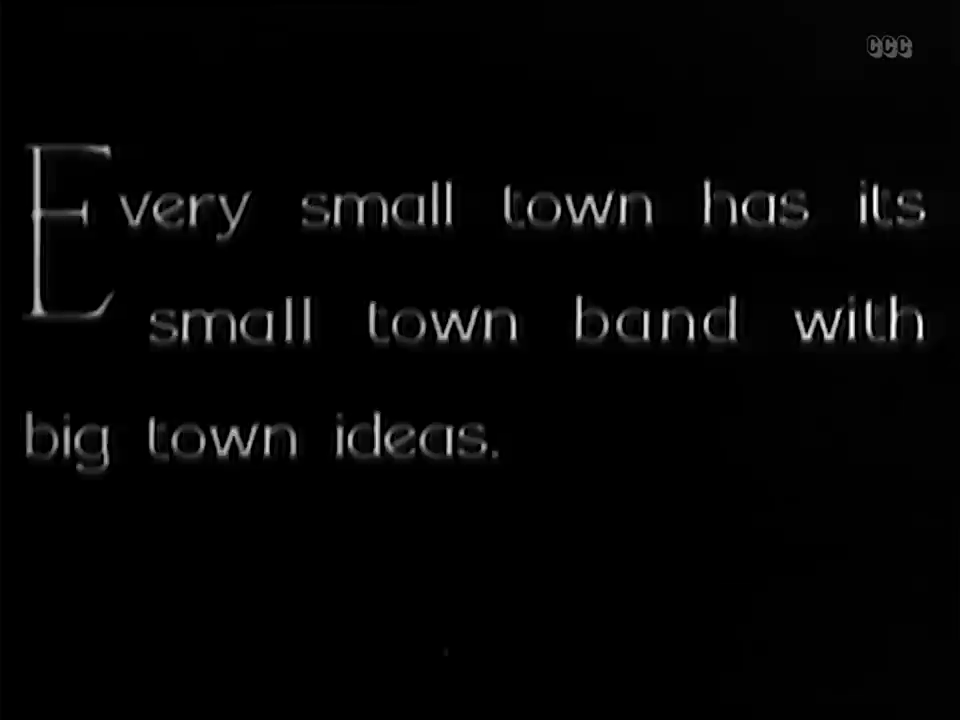 CCC
Every small town has its
small town band with
big town ideas.